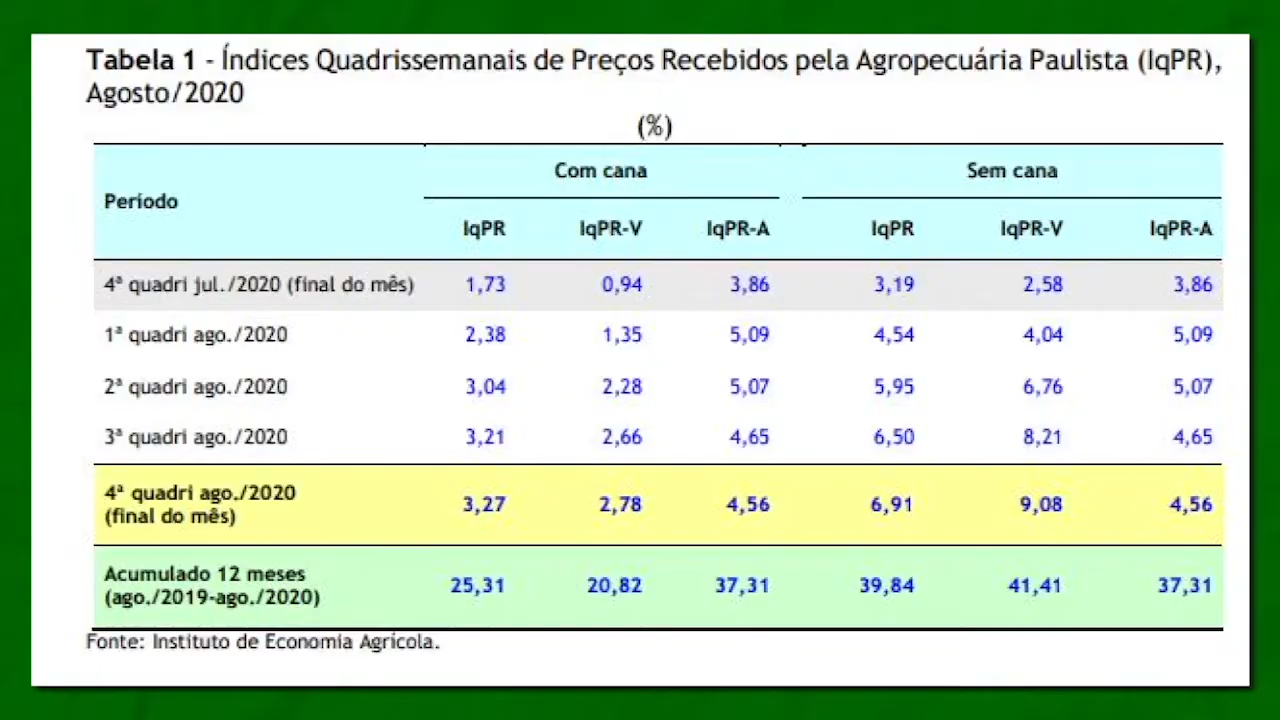 Tabela 1 - Índices Quadrissemanais de Preços Recebidos pela Agropecuária Paulista (IqPR),
Agosto/2020
(%)
Período Com cana Sem cana
IqPR IqPR-V IqPR-A IqPR IqPR-V IqPR-A
4ª quadri jul./2020 (final do mês) 1,73 0,94 3,86 3,19 2,58 3,86
1ª quadri ago./2020 2,38 1,35 5,09 4,54 4,04 5,09
2ª quadri ago./2020 3,04 2,28 5,07 5,95 6,76 5,07
3ª quadri ago./2020 3,21 2,66 4,65 6,50 8,21 4,65
4ª quadri ago./2020
(final do mês) 3,27 2,78 4,56 6,91 9,08 4,56
Acumulado 12 meses
(ago./2019-ago./2020) 25,31 20,82 37,31 39,84 41,41 37,31
Fonte: Instituto de Economia Agrícola.